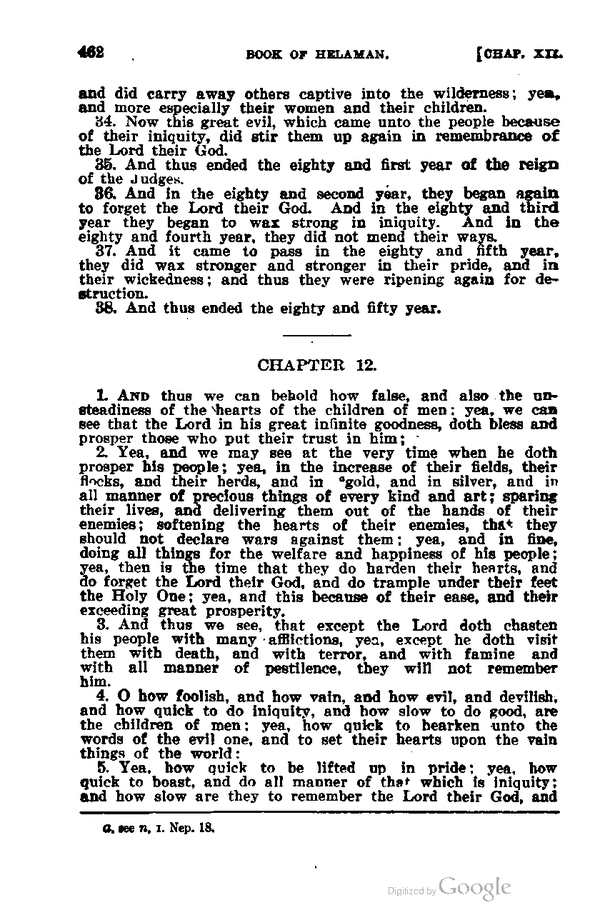 462 BOOK OF HELAMAN. [CHAP. XII.
and did carry away others captive into the wilderness; yea,
and more especially their women and their children.
34. Now this great evil, which came unto the people because
of their iniquity, did stir them up again in remembrance of
the Lord their God.
35. And thus ended the eighty and first year of the reign
of the Judges.
36. And in the eighty and second year, they began again
to forget the Lord their God. And in the eighty and third
year they began to wax strong in iniquity. And in the
eighty and fourth year, they did not mend their ways.
37. And it came to pass in the eighty and fifth year,
they did wax stronger and stronger in their pride, and in
their wickedness; and thus they were ripening again for de-
struction.
38. And thus ended the eighty and fifty year.
CHAPTER 12.
1. AND thus we can behold how false, and also the un-
steadiness of the hearts of the children of men; yea, we can
see that the Lord in his great infinite goodness, doth bless and
prosper those who put their trust in him;
2. Yea, and we may see at the very time when he doth
prosper his people; yea, in the increase of their fields, their
flocks, and their herds, and in ᵃgold, and in silver, and in
all manner of precious things of every kind and art; sparing
their lives, and delivering them out of the hands of their
enemies; softening the hearts of their enemies, that they
should not declare wars against them; yea, and in fine,
doing all things for the welfare and happiness of his people;
yea, then is the time that they do harden their hearts, and
do forget the Lord their God, and do trample under their feet
the Holy One; yea, and this because of their ease, and their
exceeding great prosperity.
3. And thus we see, that except the Lord doth chasten
his people with many afflictions, yea, except he doth visit
them with death, and with terror, and with famine and
with all manner of pestilence, they will not remember
him.
4. O how foolish, and how vain, and how evil, and devilish,
and how quick to do iniquity, and how slow to do good, are
the children of men; yea, how quick to hearken unto the
words of the evil one, and to set their hearts upon the vain
things of the world:
5. Yea, how quick to be lifted up in pride; yea, how
quick to boast, and do all manner of that which is iniquity;
and how slow are they to remember the Lord their God, and
a, see n, 1. Nep. 18.
Digitized by Google